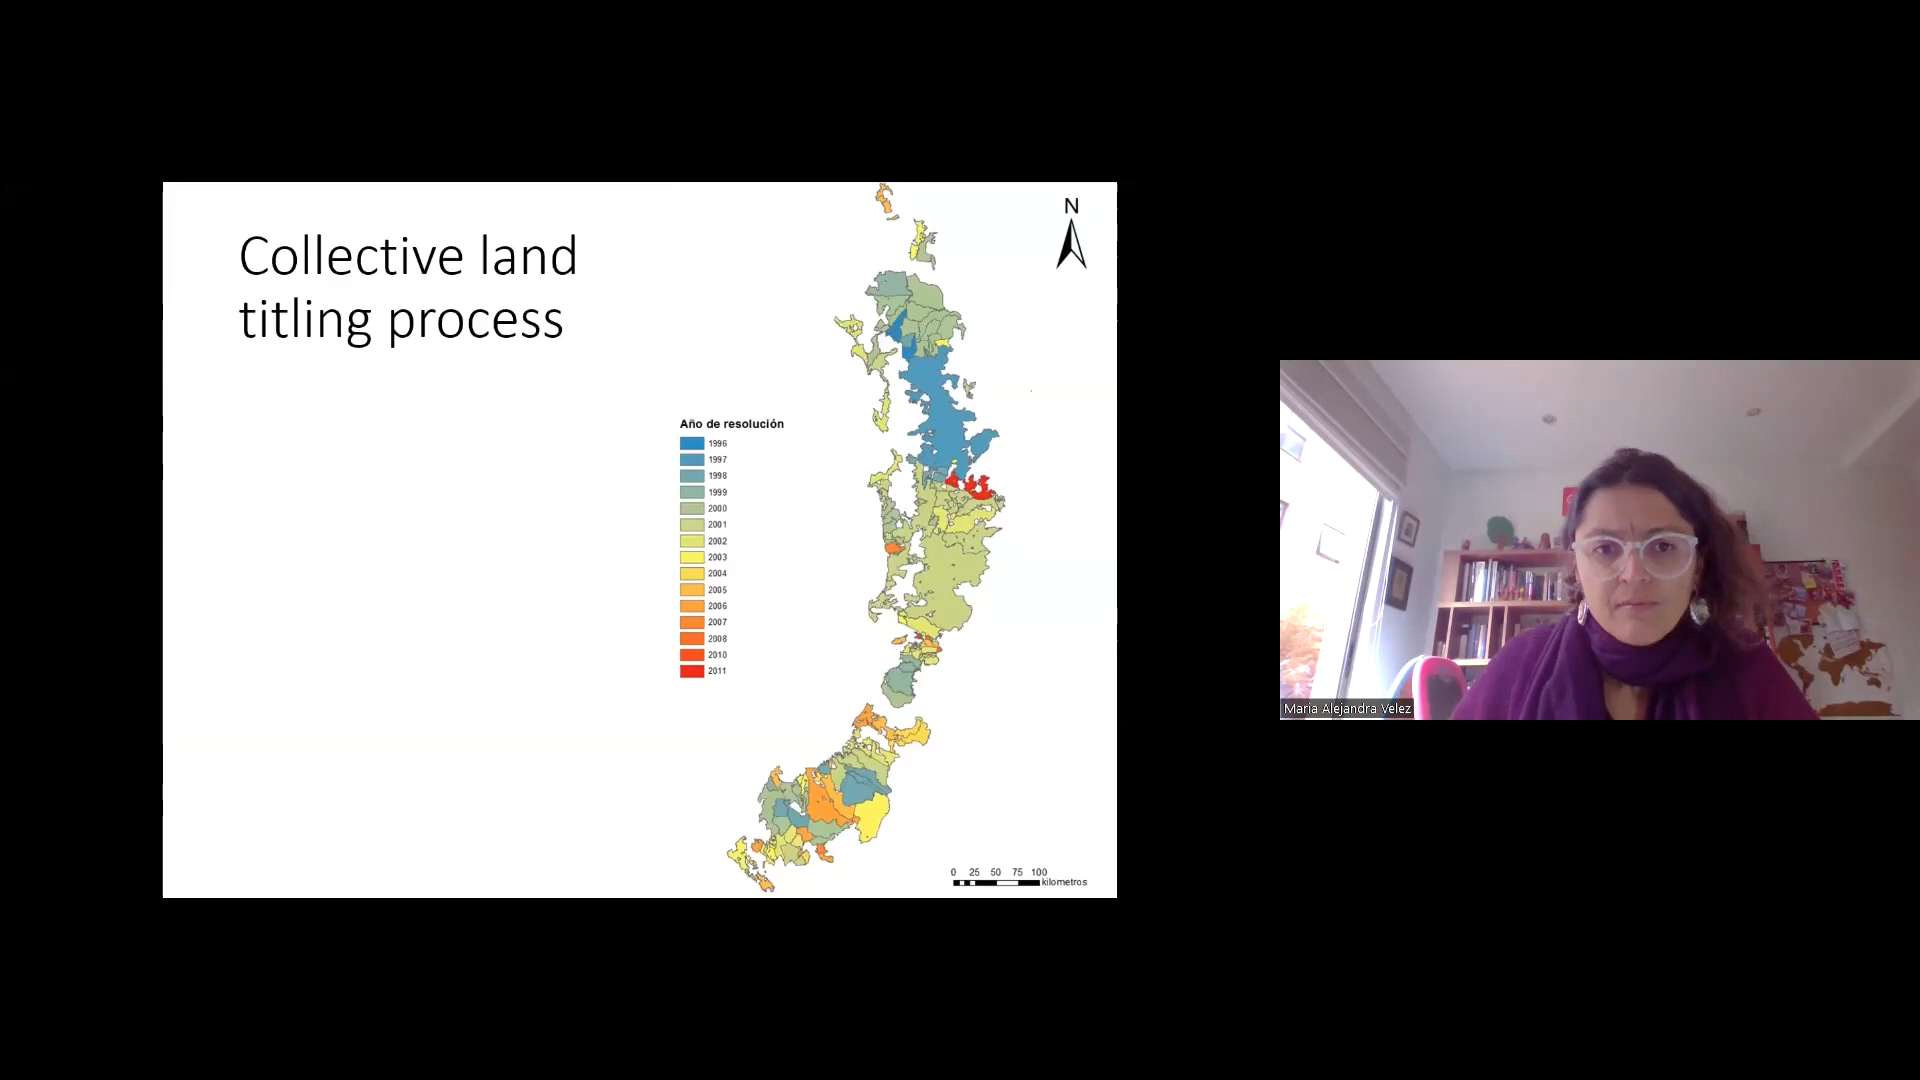 Collective land
titling process
N
Año de resolución
1996
1997
1998
1999
2000
2001
2002
2003
2004
2005
2006
2007
2008
2010
2011
0 25 50 75 100
kilometros
Maria Alejandra Velez